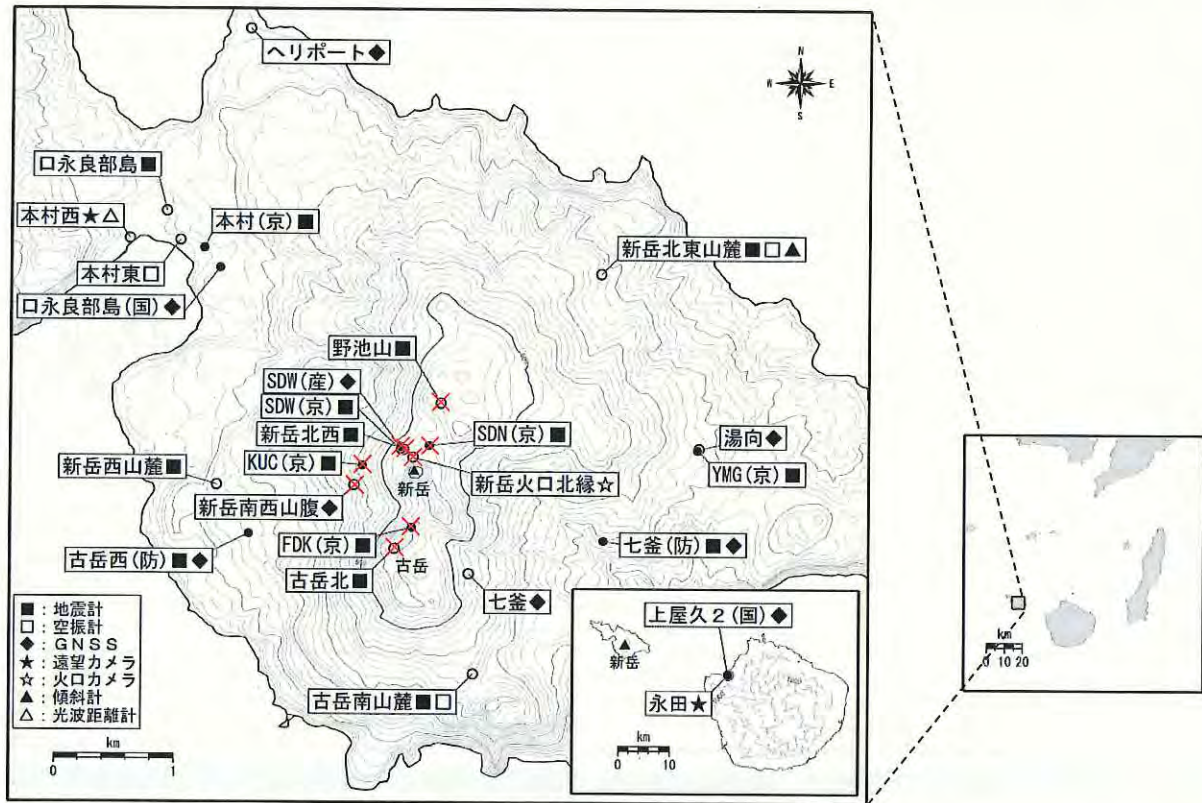 ヘリポート◆
N
W E
S
口永良部島■
本村西★△
本村(京)■
本村東□
口永良部島(国)◆
新岳北東山麓■□▲
野池山■
SDW(産)◆
SDW(京)■
新岳北西■
SDN(京)■
KUC(京)■
新岳西山麓■
新岳
新岳火口北縁☆
湯向◆
YMG(京)■
新岳南西山腹◆
FDK(京)■
古岳西(防)■◆
七釜(防)■◆
古岳北■
古岳
七釜◆
古岳南山麓■□
■：地震計
□：空振計
◆：GNSS
★：遠望カメラ
☆：火口カメラ
▲：傾斜計
△：光波距離計
km
0 1
上屋久2(国)◆
新岳
永田★
km
0 10
km
0 10 20